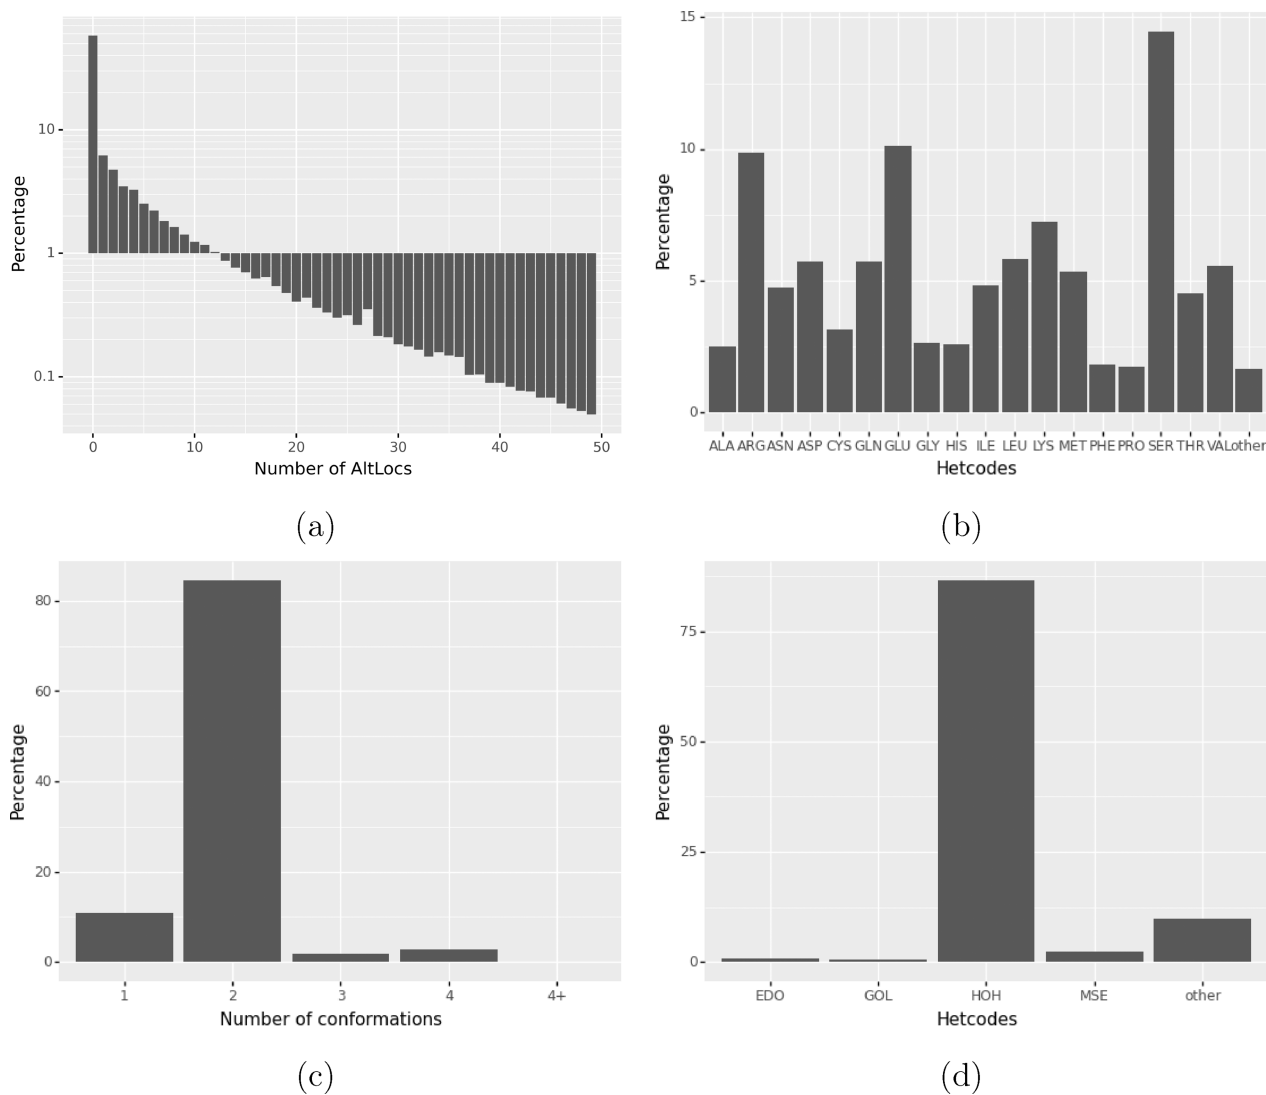 10
1
0.1
Percentage
0 10 20 30 40 50
Number of AltLocs
(a)
15
10
5
0
Percentage
ALA ARG ASN ASP CYS GLN GLU GLY HIS ILE LEU LYS MET PHE PRO SER THR VAL other
Hetcodes
(b)
80
60
40
20
0
Percentage
1 2 3 4 4+
Number of conformations
(c)
75
50
25
0
Percentage
EDO GOL HOH MSE other
Hetcodes
(d)